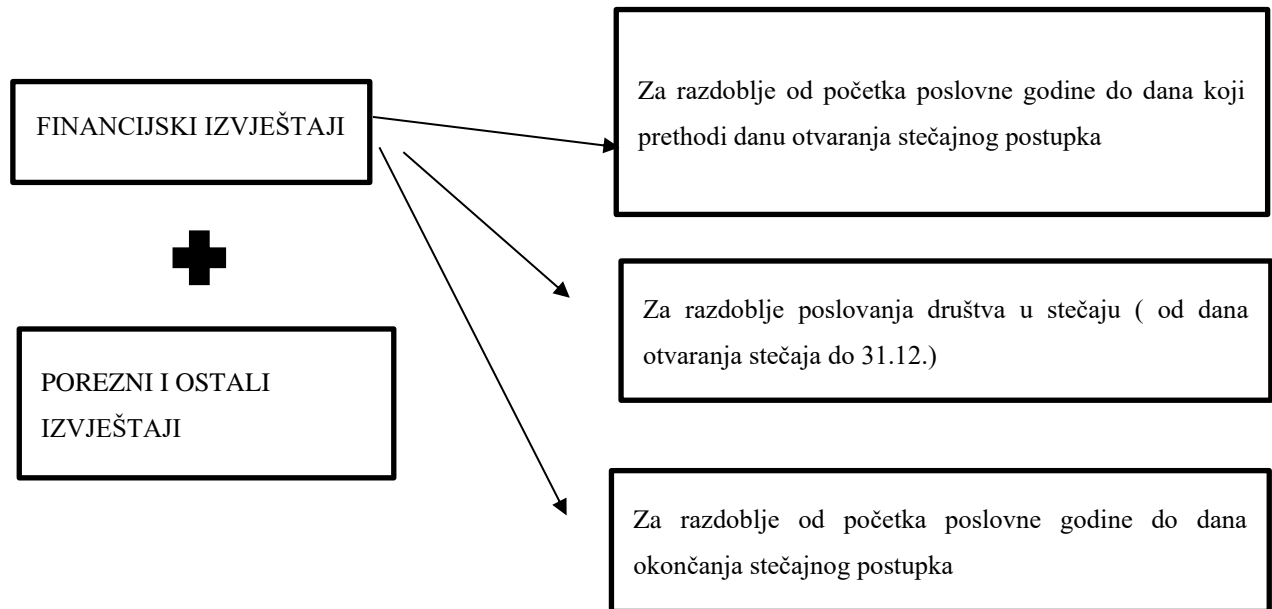 FINANCIJSKI IZVJEŠTAJI
POREZNI I OSTALI
IZVJEŠTAJI
Za razdoblje od početka poslovne godine do dana koji
prethodi danu otvaranja stečajnog postupka
Za razdoblje poslovanja društva u stečaju ( od dana
otvaranja stečaja do 31.12.)
Za razdoblje od početka poslovne godine do dana
okončanja stečajnog postupka